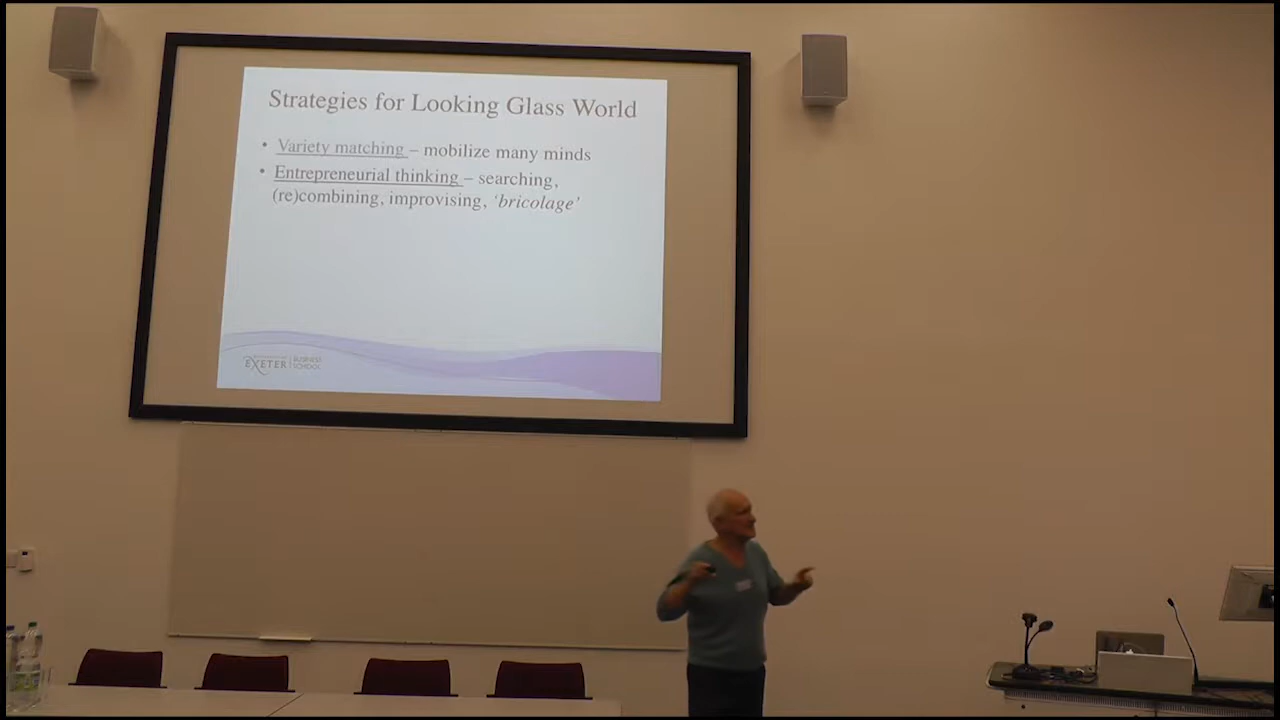 Strategies for Looking Glass World
• Variety matching – mobilize many minds
• Entrepreneurial thinking – searching,
(re)combining, improvising, ‘bricolage’
EXETER BUSINESS
SCHOOL